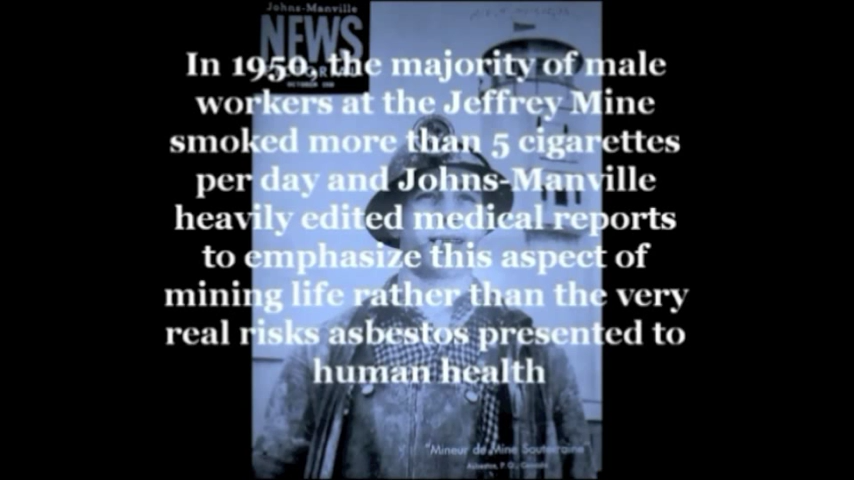 Johns-Manville
NEWS
OCTOBER 1950
In 1950, the majority of male
workers at the Jeffrey Mine
smoked more than 5 cigarettes
per day and Johns-Manville
heavily edited medical reports
to emphasize this aspect of
mining life rather than the very
real risks asbestos presented to
human health
"Mineur de Mine Souterraine"
Asbestos, P.Q., Canada